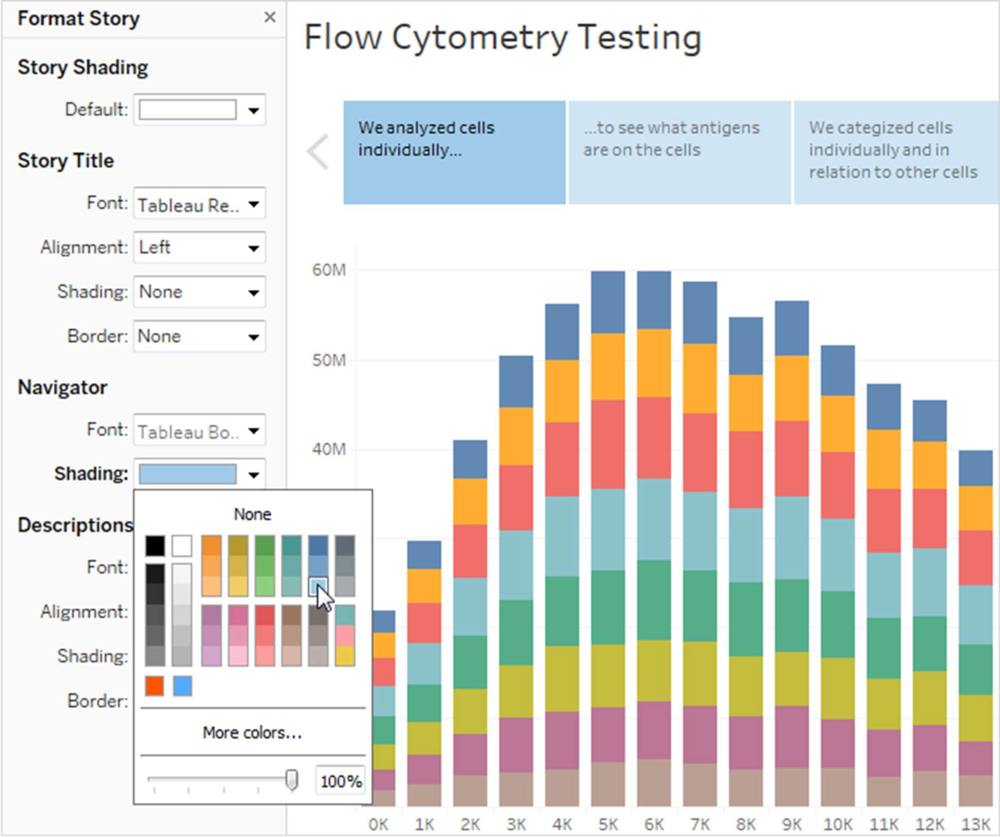 Format Story
Story Shading
Default:
Story Title
Font: Tableau Re..
Alignment: Left
Shading: None
Border: None
Navigator
Font: Tableau Bo..
Shading:
None
More colors...
100%
Descriptions
Font:
Alignment:
Shading:
Border:
Flow Cytometry Testing
We analyzed cells
individually...
...to see what antigens
are on the cells
We categized cells
individually and in
relation to other cells
60M
50M
40M
0K 1K 2K 3K 4K 5K 6K 7K 8K 9K 10K 11K 12K 13K